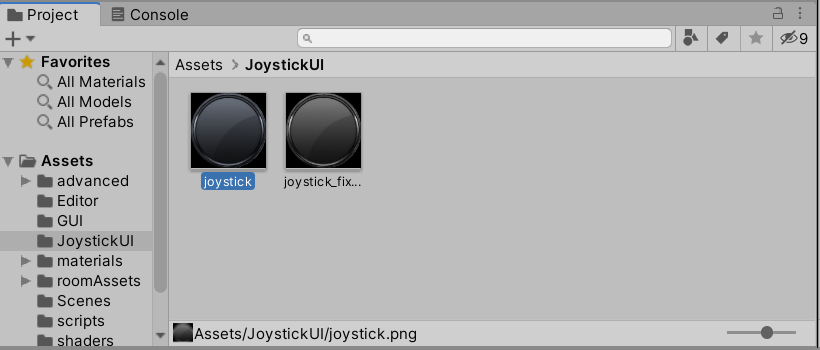 Project
Console
9
Favorites
All Materials
All Models
All Prefabs
Assets
advanced
Editor
GUI
JoystickUI
materials
roomAssets
Scenes
scripts
shaders
Assets > JoystickUI
joystick
joystick_fix...
Assets/JoystickUI/joystick.png